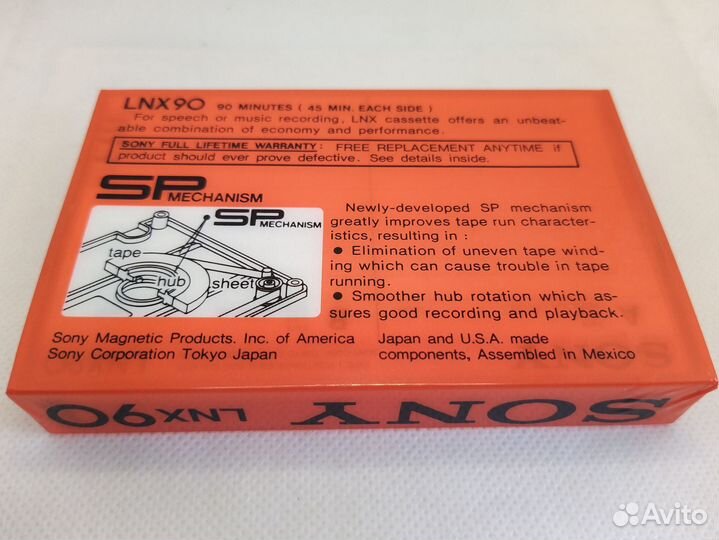 LNX90 90 MINUTES ( 45 MIN. EACH SIDE )
For speech or music recording, LNX cassette offers an unbeat-
able combination of economy and performance.
SONY FULL LIFETIME WARRANTY: FREE REPLACEMENT ANYTIME if
product should ever prove defective. See details inside.
SP MECHANISM
SP MECHANISM
tape
hub
sheet
Newly-developed SP mechanism
greatly improves tape run character-
istics, resulting in :
● Elimination of uneven tape wind-
ing which can cause trouble in tape
running.
● Smoother hub rotation which as-
sures good recording and playback.
Sony Magnetic Products. Inc. of America
Sony Corporation Tokyo Japan
Japan and U.S.A. made
components, Assembled in Mexico
SONY LNX90
Avito